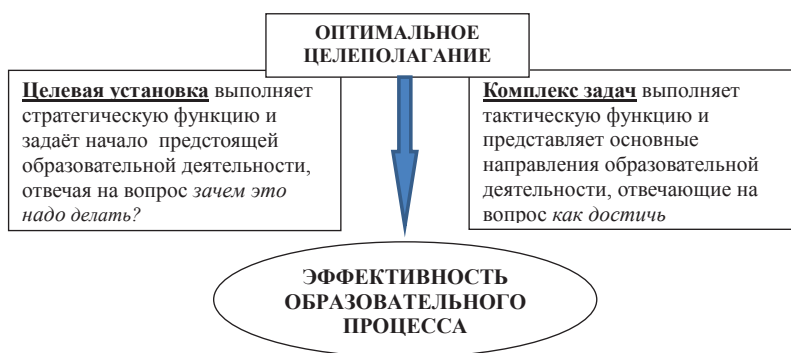 ОПТИМАЛЬНОЕ
ЦЕЛЕПОЛАГАНИЕ
Целевая установка выполняет
стратегическую функцию и
задаёт начало предстоящей
образовательной деятельности,
отвечая на вопрос зачем это
надо делать?
Комплекс задач выполняет
тактическую функцию и
представляет основные
направления образовательной
деятельности, отвечающие на
вопрос как достичь
ЭФФЕКТИВНОСТЬ
ОБРАЗОВАТЕЛЬНОГО
ПРОЦЕССА